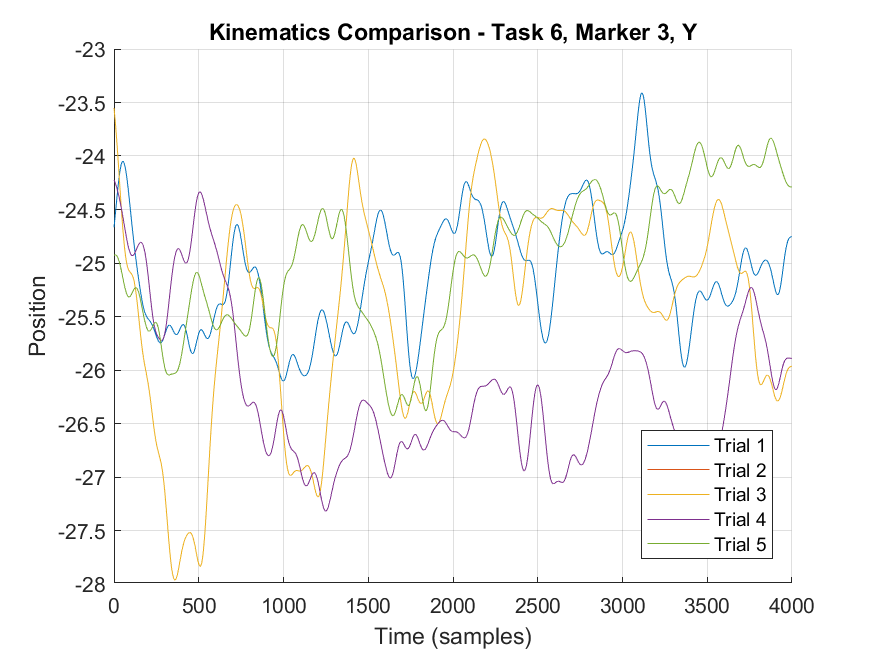 Kinematics Comparison - Task 6, Marker 3, Y
-23
-23.5
-24
-24.5
-25
-25.5
-26
-26.5
-27
-27.5
-28
Position
Trial 1
Trial 2
Trial 3
Trial 4
Trial 5
0 500 1000 1500 2000 2500 3000 3500 4000
Time (samples)